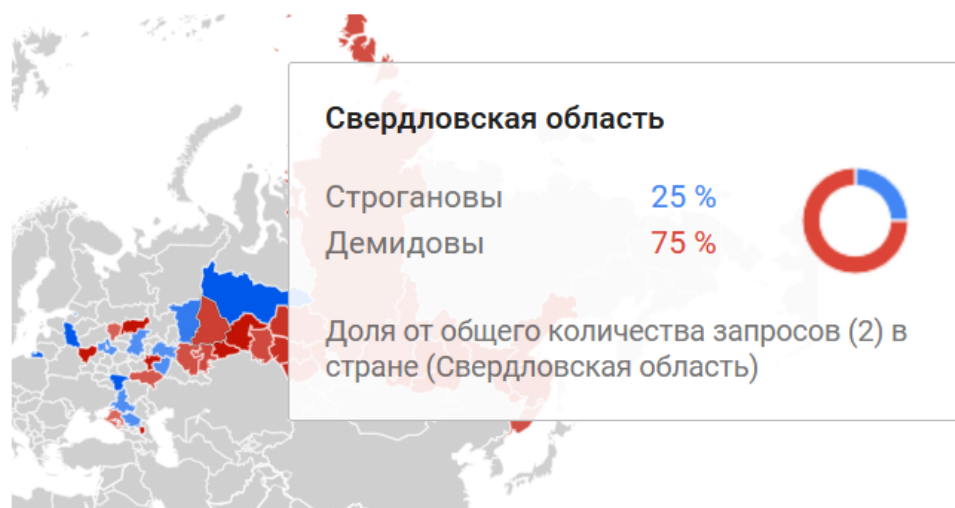 Свердловская область
Строгановы 25 %
Демидовы 75 %
Доля от общего количества запросов (2) в
стране (Свердловская область)